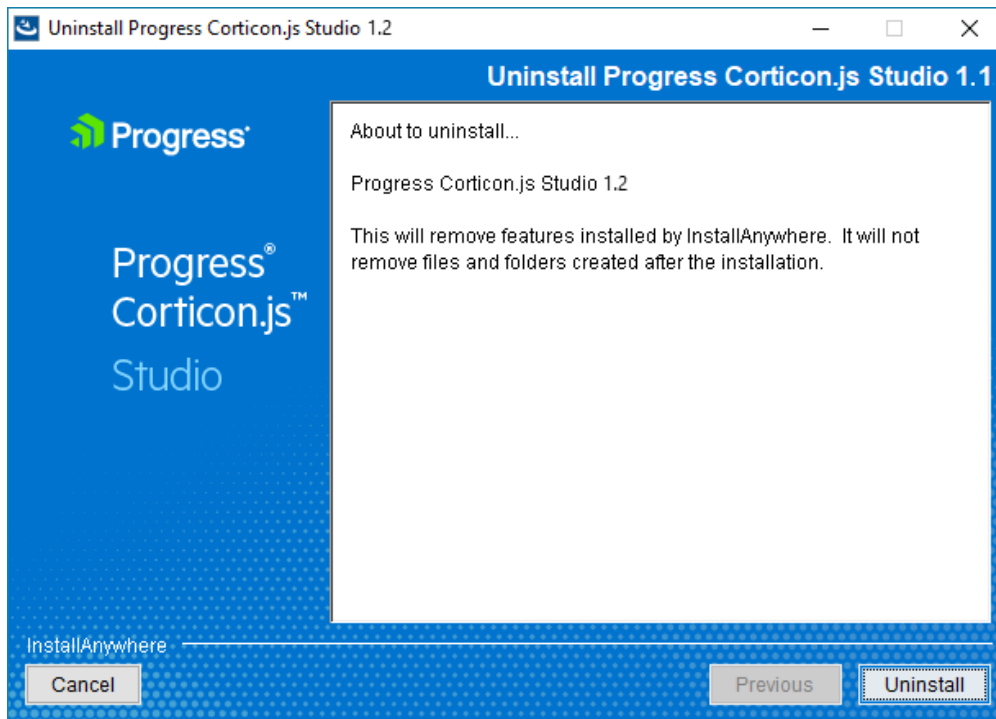 Uninstall Progress Corticon.js Studio 1.2
Uninstall Progress Corticon.js Studio 1.1
Progress®
Progress®
Corticon.js™
Studio
About to uninstall...
Progress Corticon.js Studio 1.2
This will remove features installed by InstallAnywhere. It will not
remove files and folders created after the installation.
InstallAnywhere
Cancel
Previous
Uninstall